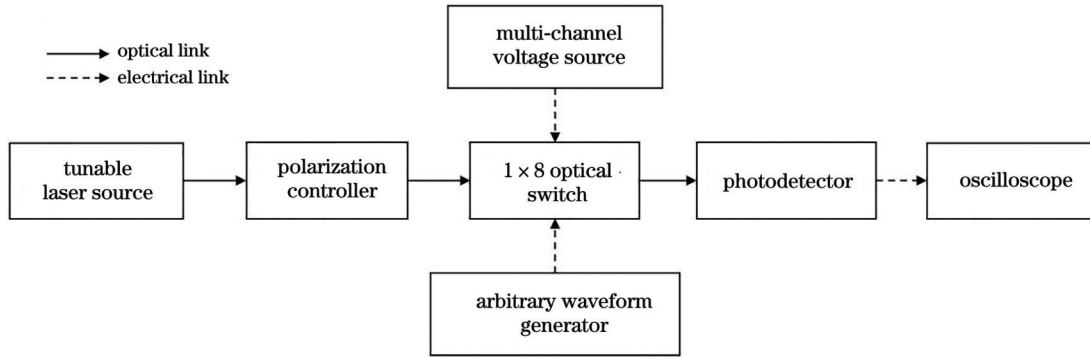 optical link
electrical link
multi-channel
voltage source
tunable
laser source
polarization
controller
1 × 8 optical
switch
photodetector
oscilloscope
arbitrary waveform
generator